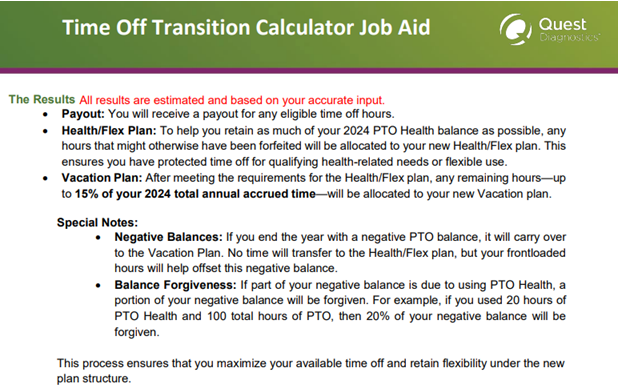 Time Off Transition Calculator Job Aid
Quest
Diagnostics
The Results All results are estimated and based on your accurate input.
• Payout: You will receive a payout for any eligible time off hours.
• Health/Flex Plan: To help you retain as much of your 2024 PTO Health balance as possible, any
hours that might otherwise have been forfeited will be allocated to your new Health/Flex plan. This
ensures you have protected time off for qualifying health-related needs or flexible use.
• Vacation Plan: After meeting the requirements for the Health/Flex plan, any remaining hours—up
to 15% of your 2024 total annual accrued time—will be allocated to your new Vacation plan.
Special Notes:
• Negative Balances: If you end the year with a negative PTO balance, it will carry over
to the Vacation Plan. No time will transfer to the Health/Flex plan, but your frontloaded
hours will help offset this negative balance.
• Balance Forgiveness: If part of your negative balance is due to using PTO Health, a
portion of your negative balance will be forgiven. For example, if you used 20 hours of
PTO Health and 100 total hours of PTO, then 20% of your negative balance will be
forgiven.
This process ensures that you maximize your available time off and retain flexibility under the new
plan structure.